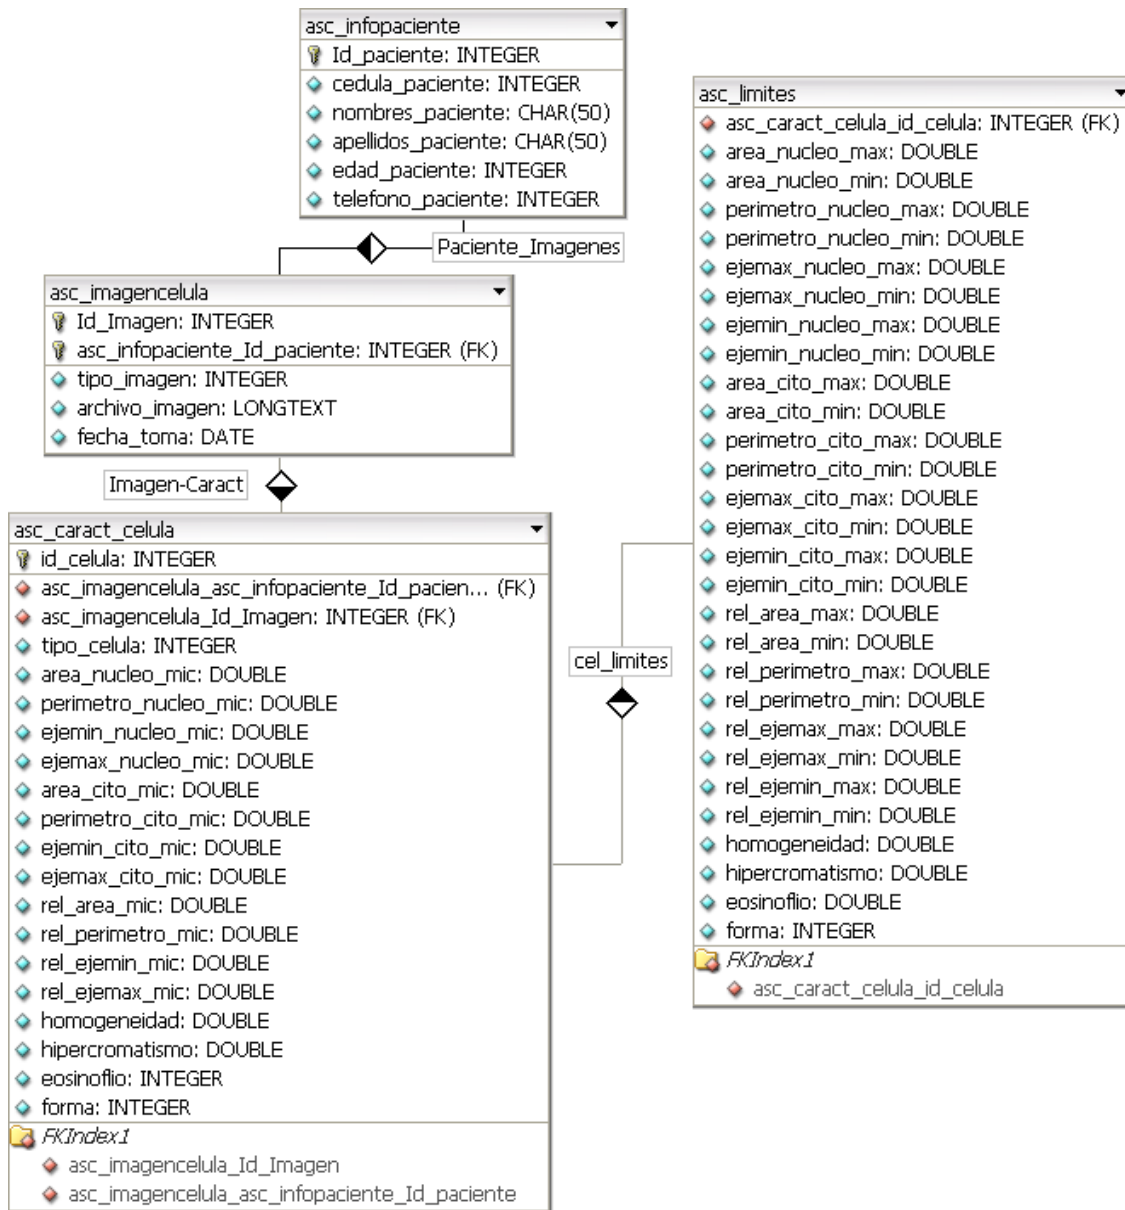 asc_infopaciente
Id_paciente: INTEGER
cedula_paciente: INTEGER
nombres_paciente: CHAR(50)
apellidos_paciente: CHAR(50)
edad_paciente: INTEGER
telefono_paciente: INTEGER
Paciente_Imagenes
asc_imagencelula
Id_Imagen: INTEGER
asc_infopaciente_Id_paciente: INTEGER (FK)
tipo_imagen: INTEGER
archivo_imagen: LONGTEXT
fecha_toma: DATE
Imagen-Caract
asc_caract_celula
id_celula: INTEGER
asc_imagencelula_asc_infopaciente_Id_pacien... (FK)
asc_imagencelula_Id_Imagen: INTEGER (FK)
tipo_celula: INTEGER
area_nucleo_mic: DOUBLE
perimetro_nucleo_mic: DOUBLE
ejemin_nucleo_mic: DOUBLE
ejemax_nucleo_mic: DOUBLE
area_cito_mic: DOUBLE
perimetro_cito_mic: DOUBLE
ejemin_cito_mic: DOUBLE
ejemax_cito_mic: DOUBLE
rel_area_mic: DOUBLE
rel_perimetro_mic: DOUBLE
rel_ejemin_mic: DOUBLE
rel_ejemax_mic: DOUBLE
homogeneidad: DOUBLE
hipercromatismo: DOUBLE
eosinoflio: INTEGER
forma: INTEGER
FKIndex1
asc_imagencelula_Id_Imagen
asc_imagencelula_asc_infopaciente_Id_paciente
cel_limites
asc_limites
asc_caract_celula_id_celula: INTEGER (FK)
area_nucleo_max: DOUBLE
area_nucleo_min: DOUBLE
perimetro_nucleo_max: DOUBLE
perimetro_nucleo_min: DOUBLE
ejemax_nucleo_max: DOUBLE
ejemax_nucleo_min: DOUBLE
ejemin_nucleo_max: DOUBLE
ejemin_nucleo_min: DOUBLE
area_cito_max: DOUBLE
area_cito_min: DOUBLE
perimetro_cito_max: DOUBLE
perimetro_cito_min: DOUBLE
ejemax_cito_max: DOUBLE
ejemax_cito_min: DOUBLE
ejemin_cito_max: DOUBLE
ejemin_cito_min: DOUBLE
rel_area_max: DOUBLE
rel_area_min: DOUBLE
rel_perimetro_max: DOUBLE
rel_perimetro_min: DOUBLE
rel_ejemax_max: DOUBLE
rel_ejemax_min: DOUBLE
rel_ejemin_max: DOUBLE
rel_ejemin_min: DOUBLE
homogeneidad: DOUBLE
hipercromatismo: DOUBLE
eosinoflio: DOUBLE
forma: INTEGER
FKIndex1
asc_caract_celula_id_celula